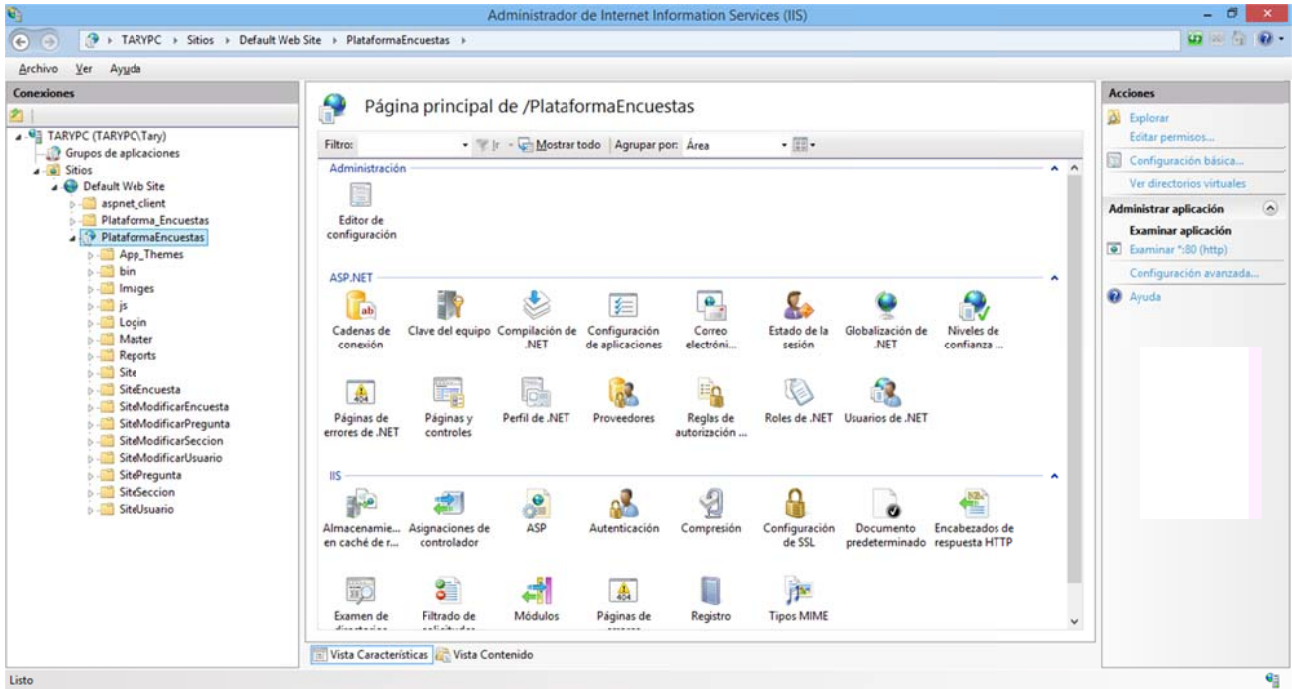 Administrador de Internet Information Services (IIS)
TARYPC Sitios Default Web Site PlataformaEncuestas
Archivo Ver Ayuda
Conexiones
TARYPC (TARYPC\Tary)
Grupos de aplicaciones
Sitios
Default Web Site
aspnet_client
Plataforma_Encuestas
PlataformaEncuestas
App_Themes
bin
Images
js
Login
Master
Reports
Site
SiteEncuesta
SiteModificarEncuesta
SiteModificarPregunta
SiteModificarSeccion
SiteModificarUsuario
SitePregunta
SiteSeccion
SiteUsuario
Página principal de /PlataformaEncuestas
Filtro: Ir Mostrar todo Agrupar por: Área
Administración
Editor de
configuración
ASP.NET
Cadenas de
conexión
Clave del equipo
Compilación de
.NET
Configuración
de aplicaciones
Correo
electróni...
Estado de la
sesión
Globalización de
.NET
Niveles de
confianza ...
Páginas de
errores de .NET
Páginas y
controles
Perfil de .NET
Proveedores
Reglas de
autorización ...
Roles de .NET
Usuarios de .NET
IIS
Almacenamie...
en caché de r...
Asignaciones de
controlador
ASP
Autenticación
Compresión
Configuración
de SSL
Documento
predeterminado
Encabezados de
respuesta HTTP
Examen de
directorios
Filtrado de
solicitudes
Módulos
Páginas de
errores
Registro
Tipos MIME
Vista Características Vista Contenido
Acciones
Explorar
Editar permisos...
Configuración básica...
Ver directorios virtuales
Administrar aplicación
Examinar aplicación
Examinar *:80 (http)
Configuración avanzada...
Ayuda
Listo